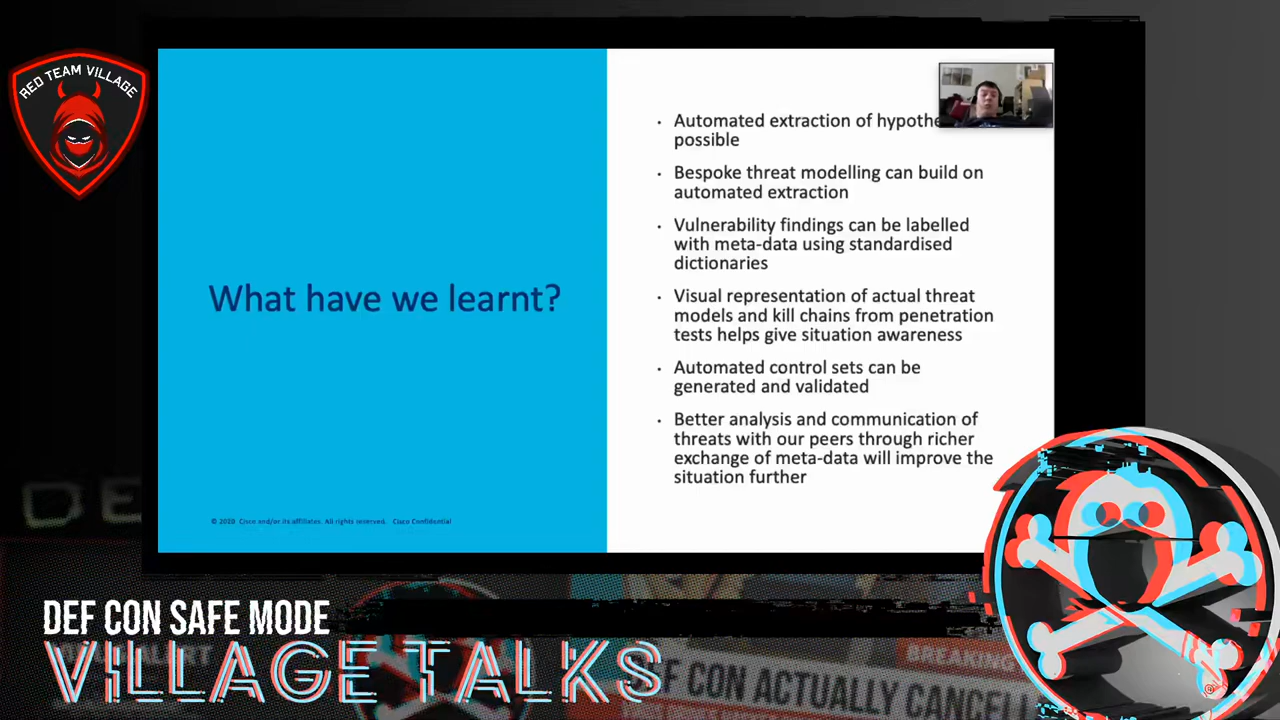 RED TEAM VILLAGE
What have we learnt?
• Automated extraction of hypothe
possible
• Bespoke threat modelling can build on
automated extraction
• Vulnerability findings can be labelled
with meta-data using standardised
dictionaries
• Visual representation of actual threat
models and kill chains from penetration
tests helps give situation awareness
• Automated control sets can be
generated and validated
• Better analysis and communication of
threats with our peers through richer
exchange of meta-data will improve the
situation further
© 2020 Cisco and/or its affiliates. All rights reserved. Cisco Confidential
DEF CON SAFE MODE
VILLAGE TALKS
BREAKIN
DEF CON ACTUALLY CANCELL